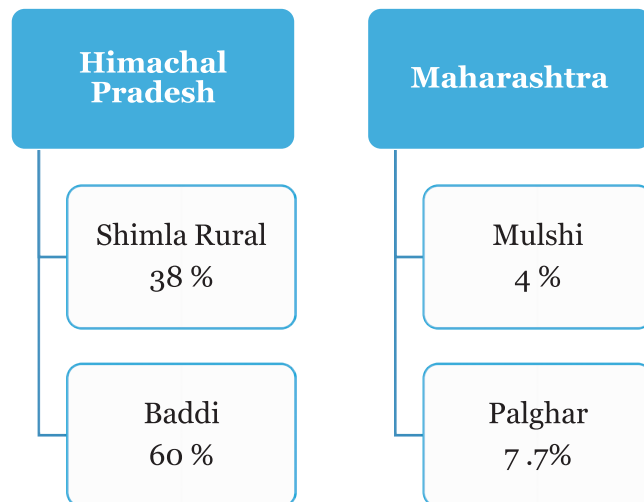 Himachal
Pradesh
Shimla Rural
38 %
Baddi
60 %
Maharashtra
Mulshi
4 %
Palghar
7 .7%